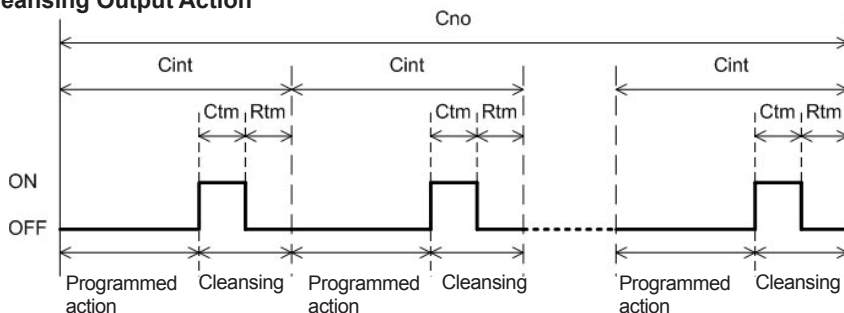 eansing Output Action
Cno
Cint Cint Cint
Ctm Rtm Ctm Rtm Ctm Rtm
ON
OFF
Programmed action Cleansing Programmed action Cleansing Programmed action Cleansing